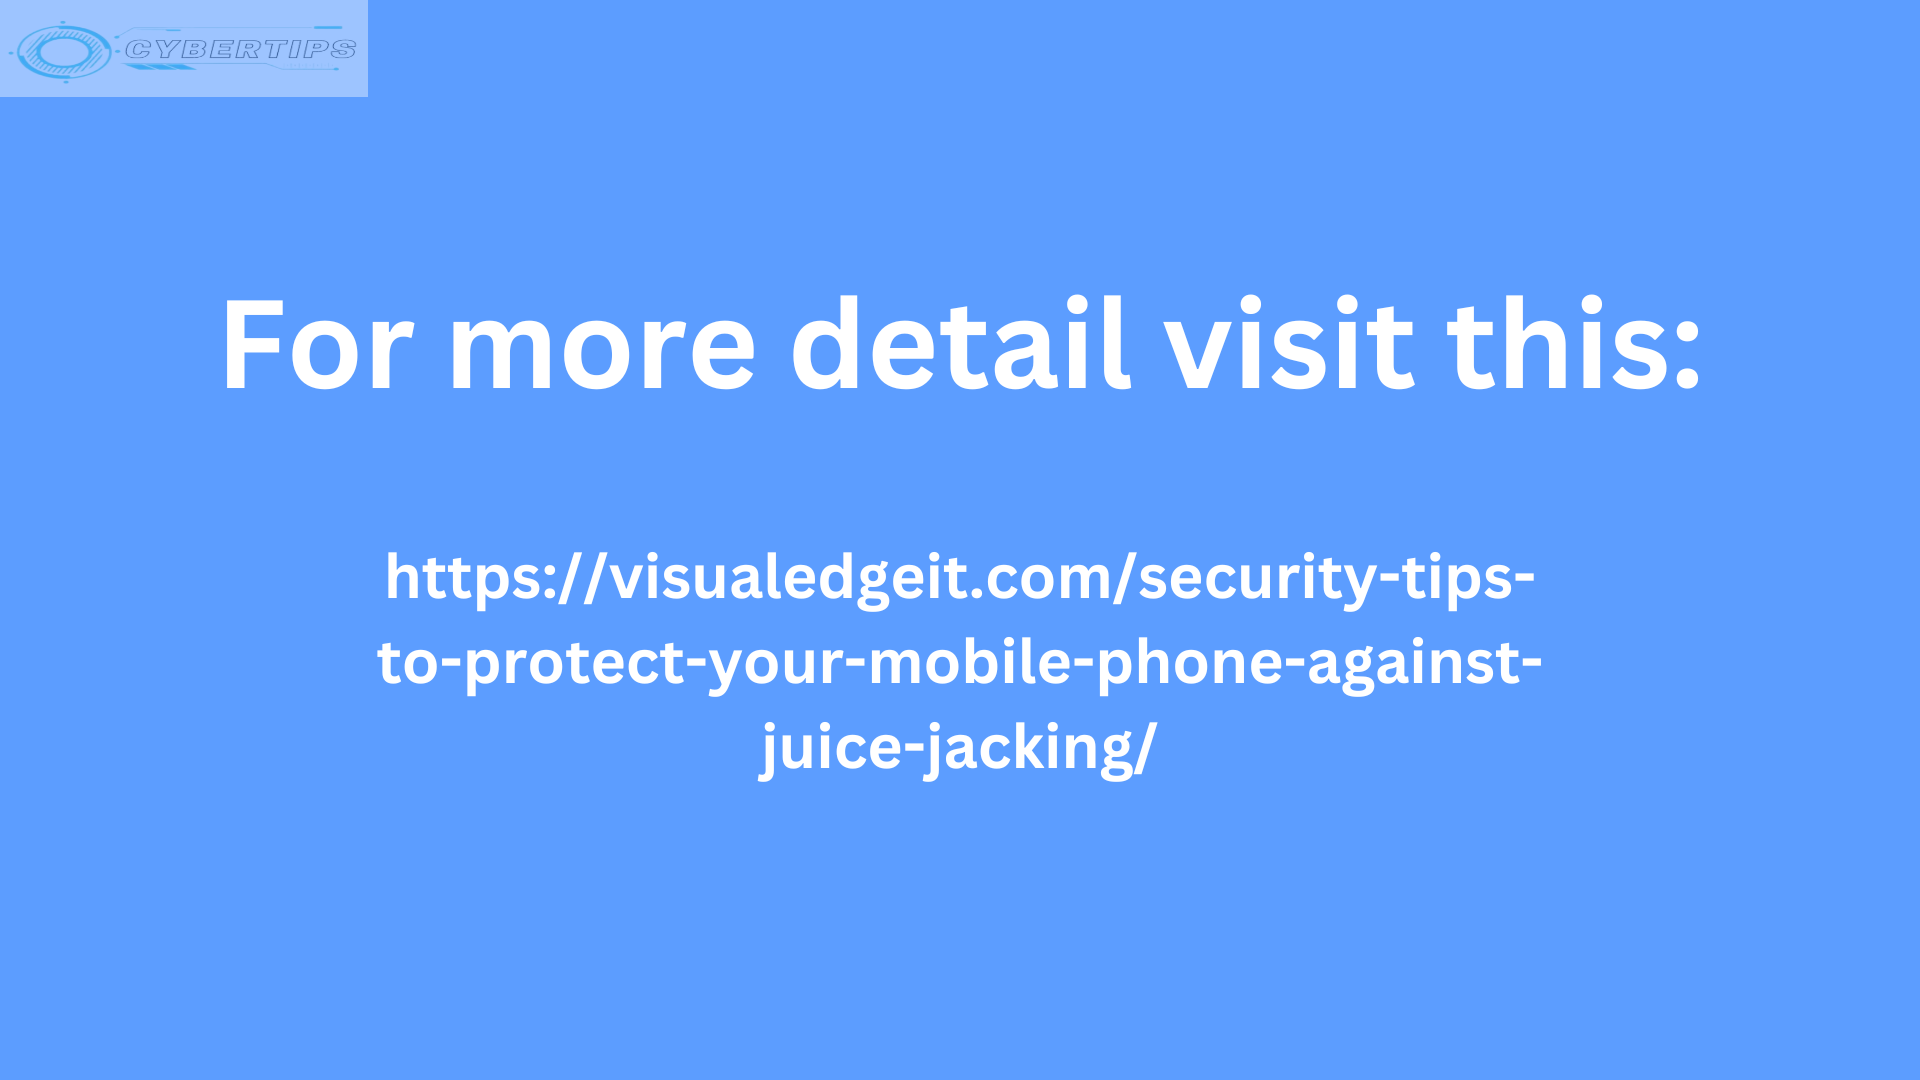 CYBERTIPS
For more detail visit this:
https://visualedgeit.com/security-tips-
to-protect-your-mobile-phone-against-
juice-jacking/